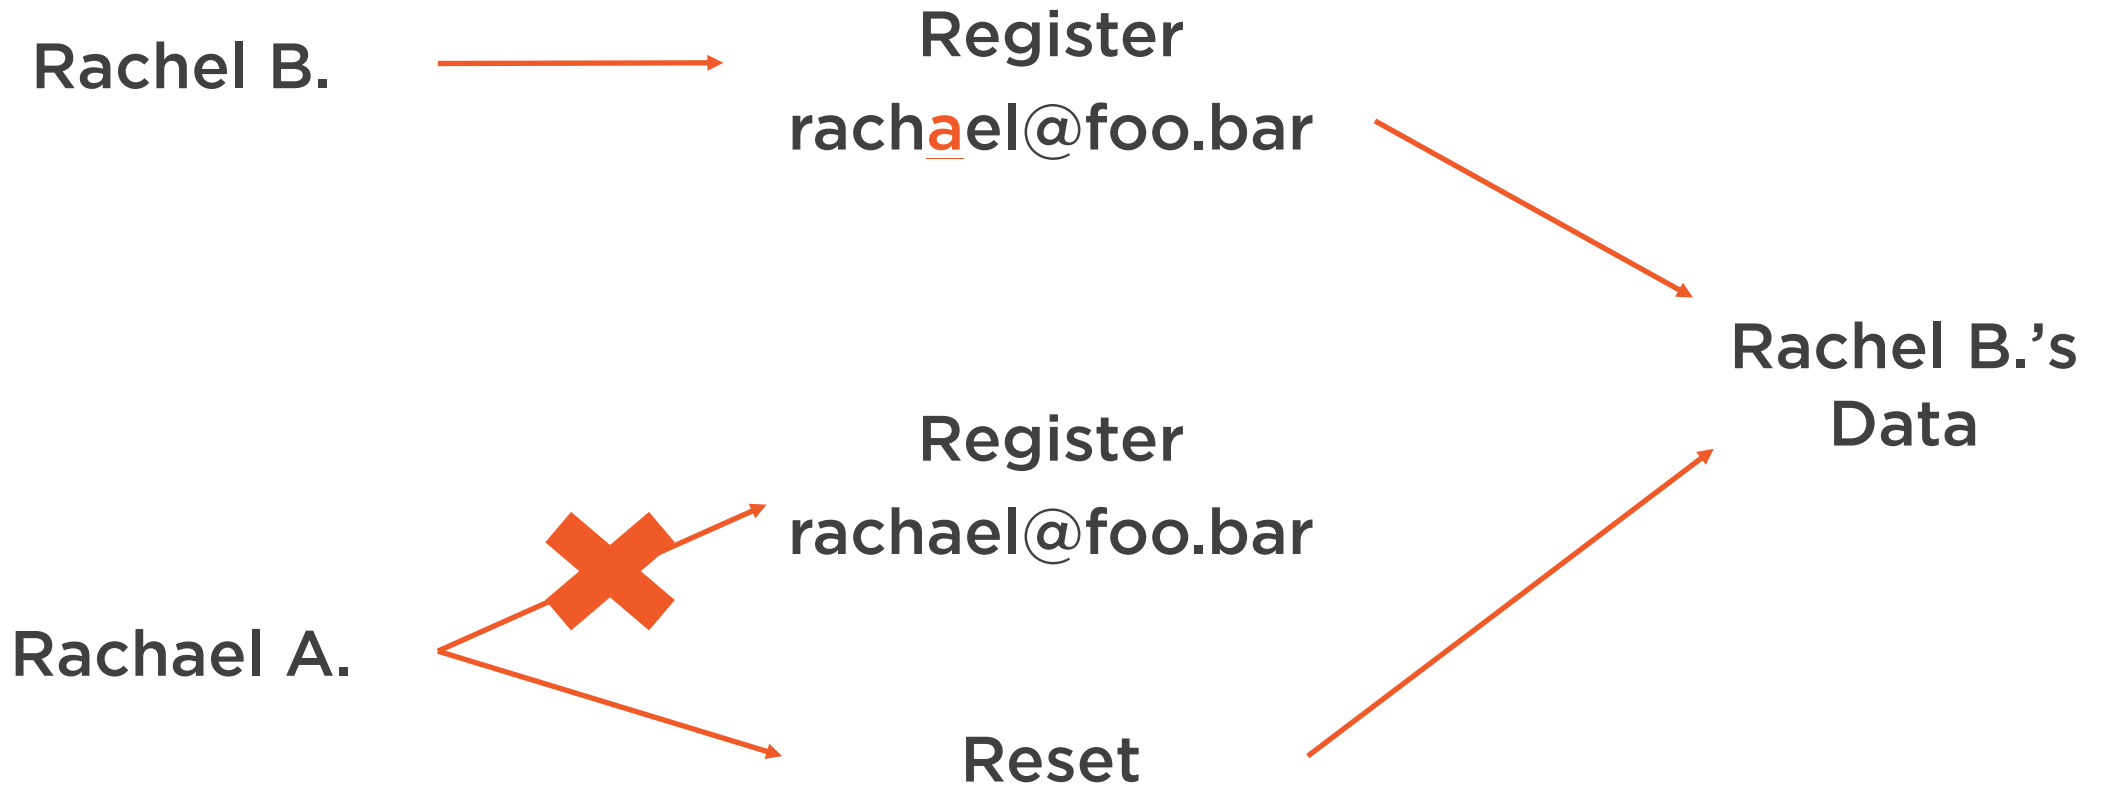 Rachel B.
Register
rachael@foo.bar
Rachel B.’s
Data
Register
rachael@foo.bar
Rachael A.
Reset